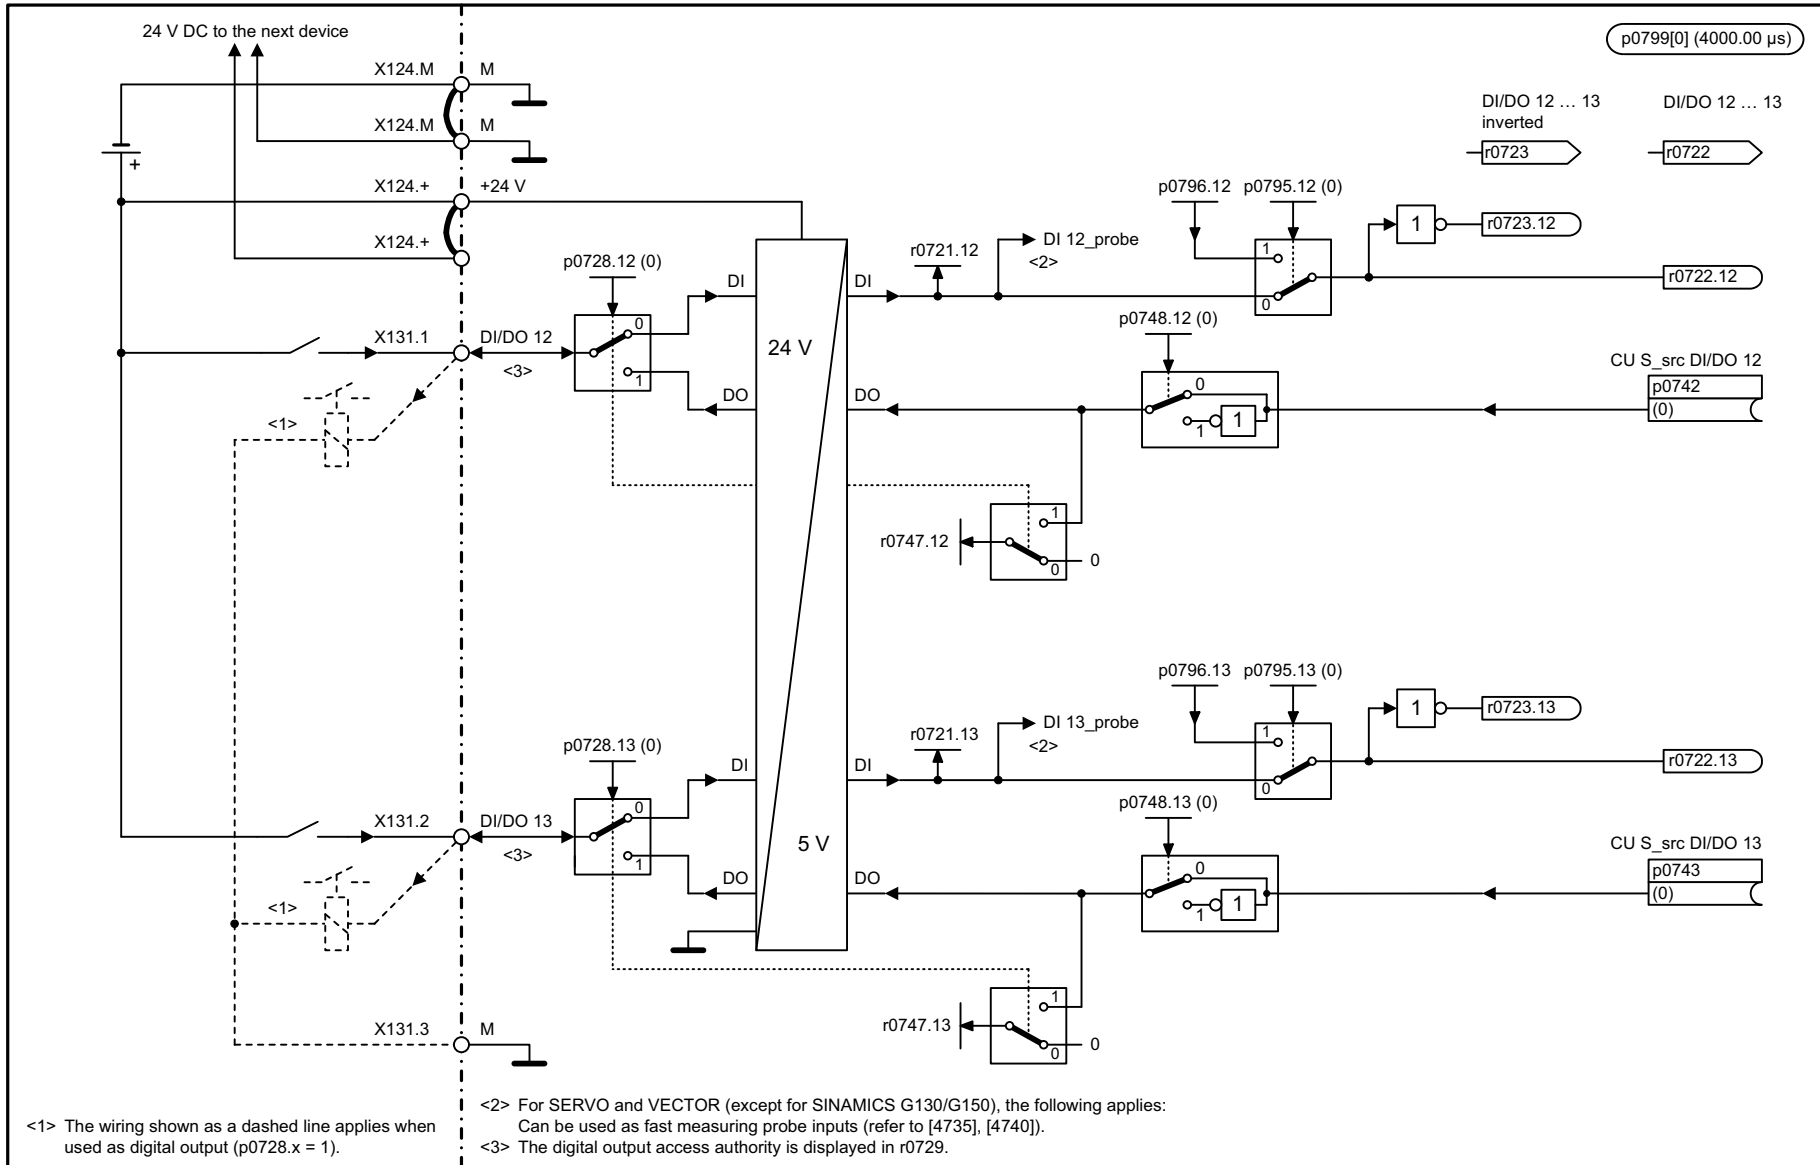 24 V DC to the next device
p0799[0] (4000.00 µs)
X124.M M
X124.M M
+
X124.+ +24 V
X124.+
DI/DO 12 … 13
inverted
r0723
DI/DO 12 … 13
r0722
p0796.12 p0795.12 (0)
1
0
1
r0723.12
r0722.12
r0721.12
DI 12_probe
<2>
p0728.12 (0)
0
1
DI
DI
DO
DO
24 V
X131.1 DI/DO 12
<3>
<1>
p0748.12 (0)
0
1
1
CU S_src DI/DO 12
p0742
(0)
r0747.12
1
0
0
p0796.13 p0795.13 (0)
1
0
1
r0723.13
r0722.13
r0721.13
DI 13_probe
<2>
p0728.13 (0)
0
1
DI
DI
DO
DO
5 V
X131.2 DI/DO 13
<3>
<1>
p0748.13 (0)
0
1
1
CU S_src DI/DO 13
p0743
(0)
r0747.13
1
0
0
X131.3 M
<1> The wiring shown as a dashed line applies when
used as digital output (p0728.x = 1).
<2> For SERVO and VECTOR (except for SINAMICS G130/G150), the following applies:
Can be used as fast measuring probe inputs (refer to [4735], [4740]).
<3> The digital output access authority is displayed in r0729.